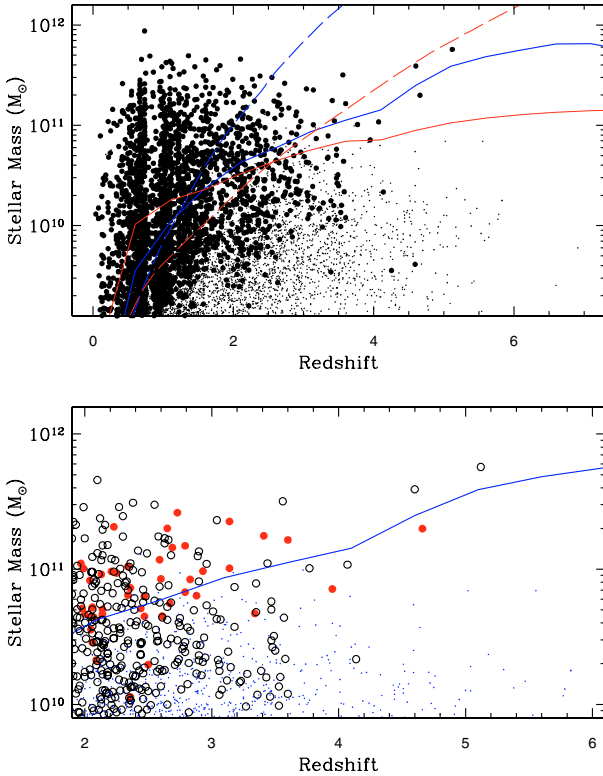 10¹²
10¹¹
10¹⁰
Stellar Mass (M☉)
0 2 4 6
Redshift
10¹²
10¹¹
10¹⁰
Stellar Mass (M☉)
2 3 4 5 6
Redshift